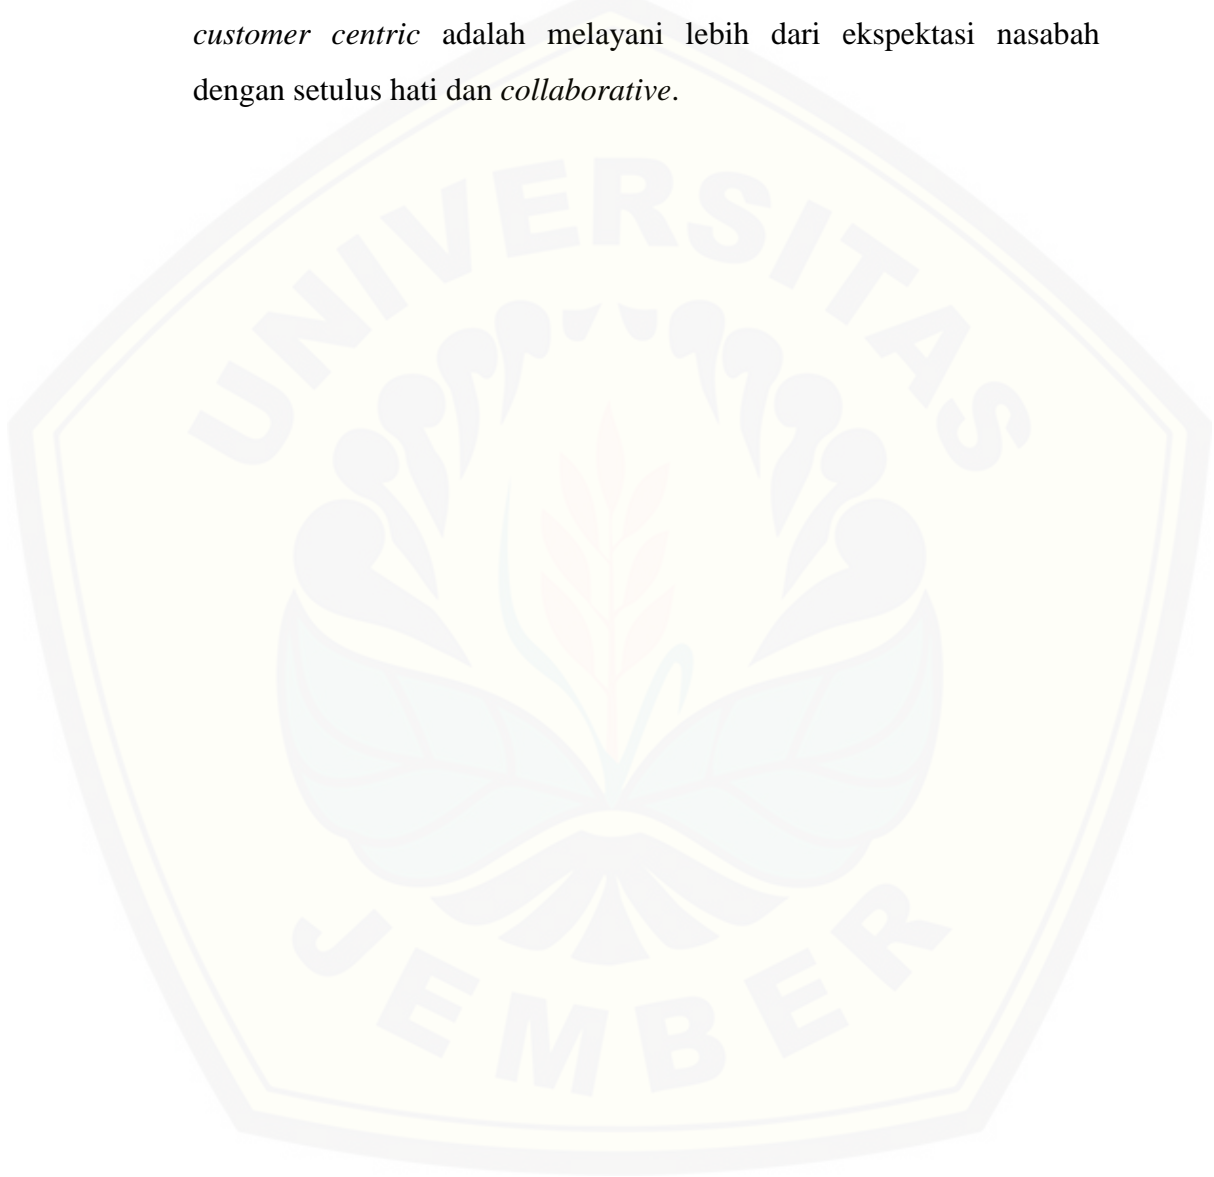 customer centric adalah melayani lebih dari ekspektasi nasabah
dengan setulus hati dan collaborative.
UNIVERSITAS
JEMBER